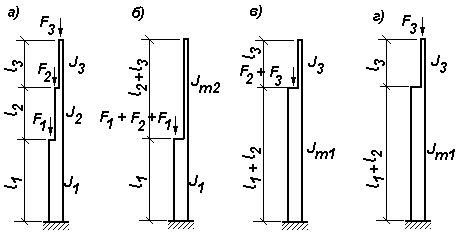 а)
F₃
l₃
J₃
F₂
l₂
J₂
F₁
l₁
J₁
б)
l₂+l₃
Jm2
F₁+F₂+F₁
l₁
J₁
в)
l₃
F₂+F₃
J₃
l₁+l₂
Jm1
г)
F₃
l₃
J₃
l₁+l₂
Jm1